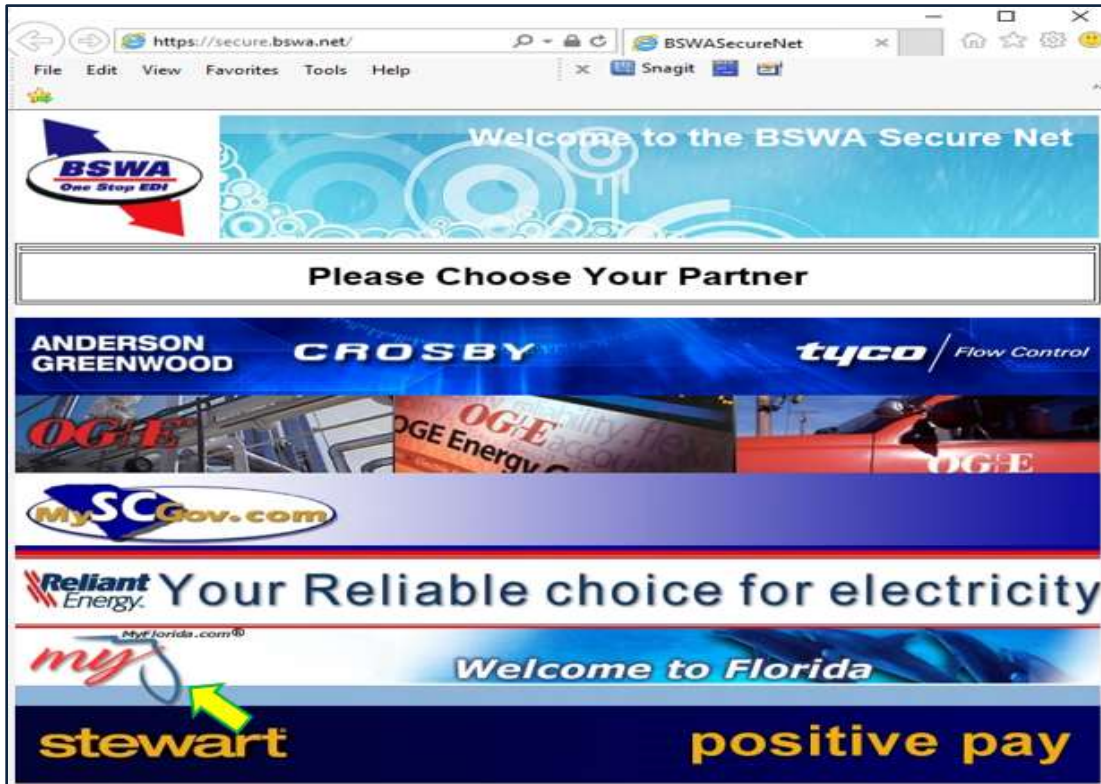 https://secure.bswa.net/
BSWASecureNet
File Edit View Favorites Tools Help
Snagit
BSWA
One Stop EDI
Welcome to the BSWA Secure Net
Please Choose Your Partner
ANDERSON GREENWOOD
CROSBY
tyco / Flow Control
OG+E
OG+E
OGE Energy
OG+E
MySCGov.com
Reliant Energy.
Your Reliable choice for electricity
MyFlorida.com®
my
Welcome to Florida
stewart
positive pay